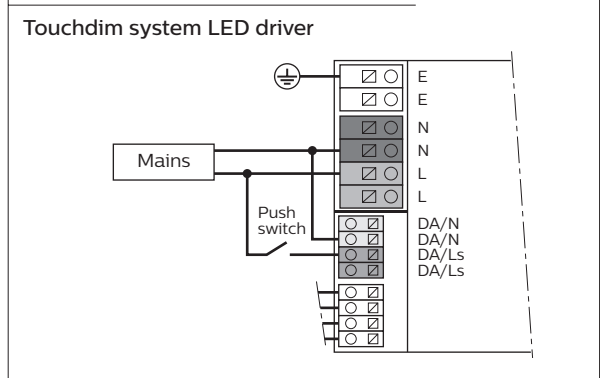 Touchdim system LED driver
E
E
N
N
L
L
Mains
Push
switch
DA/N
DA/N
DA/Ls
DA/Ls